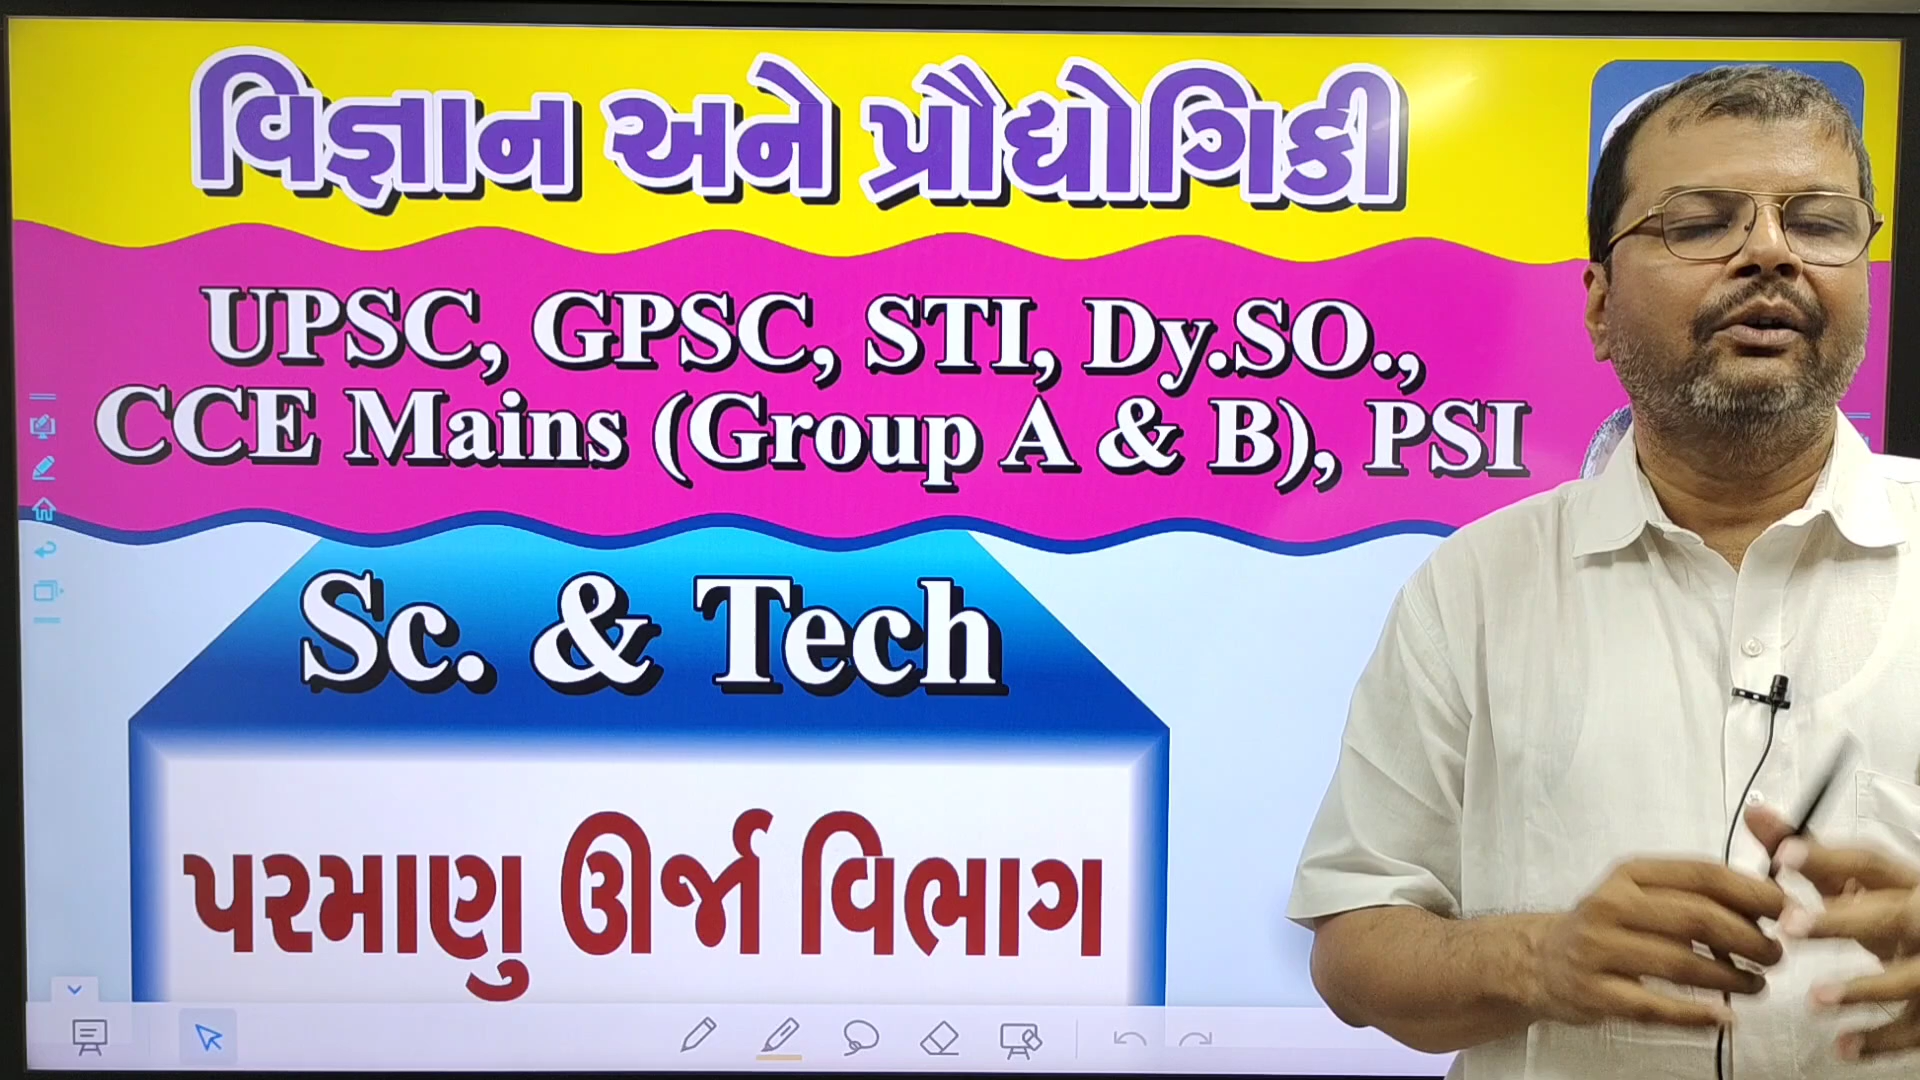 વિજ્ઞાન અને પ્રૌદ્યોગિકી
UPSC, GPSC, STI, Dy.SO.,
CCE Mains (Group A & B), PSI
Sc. & Tech
પરમાણુ ઊર્જા વિભાગ